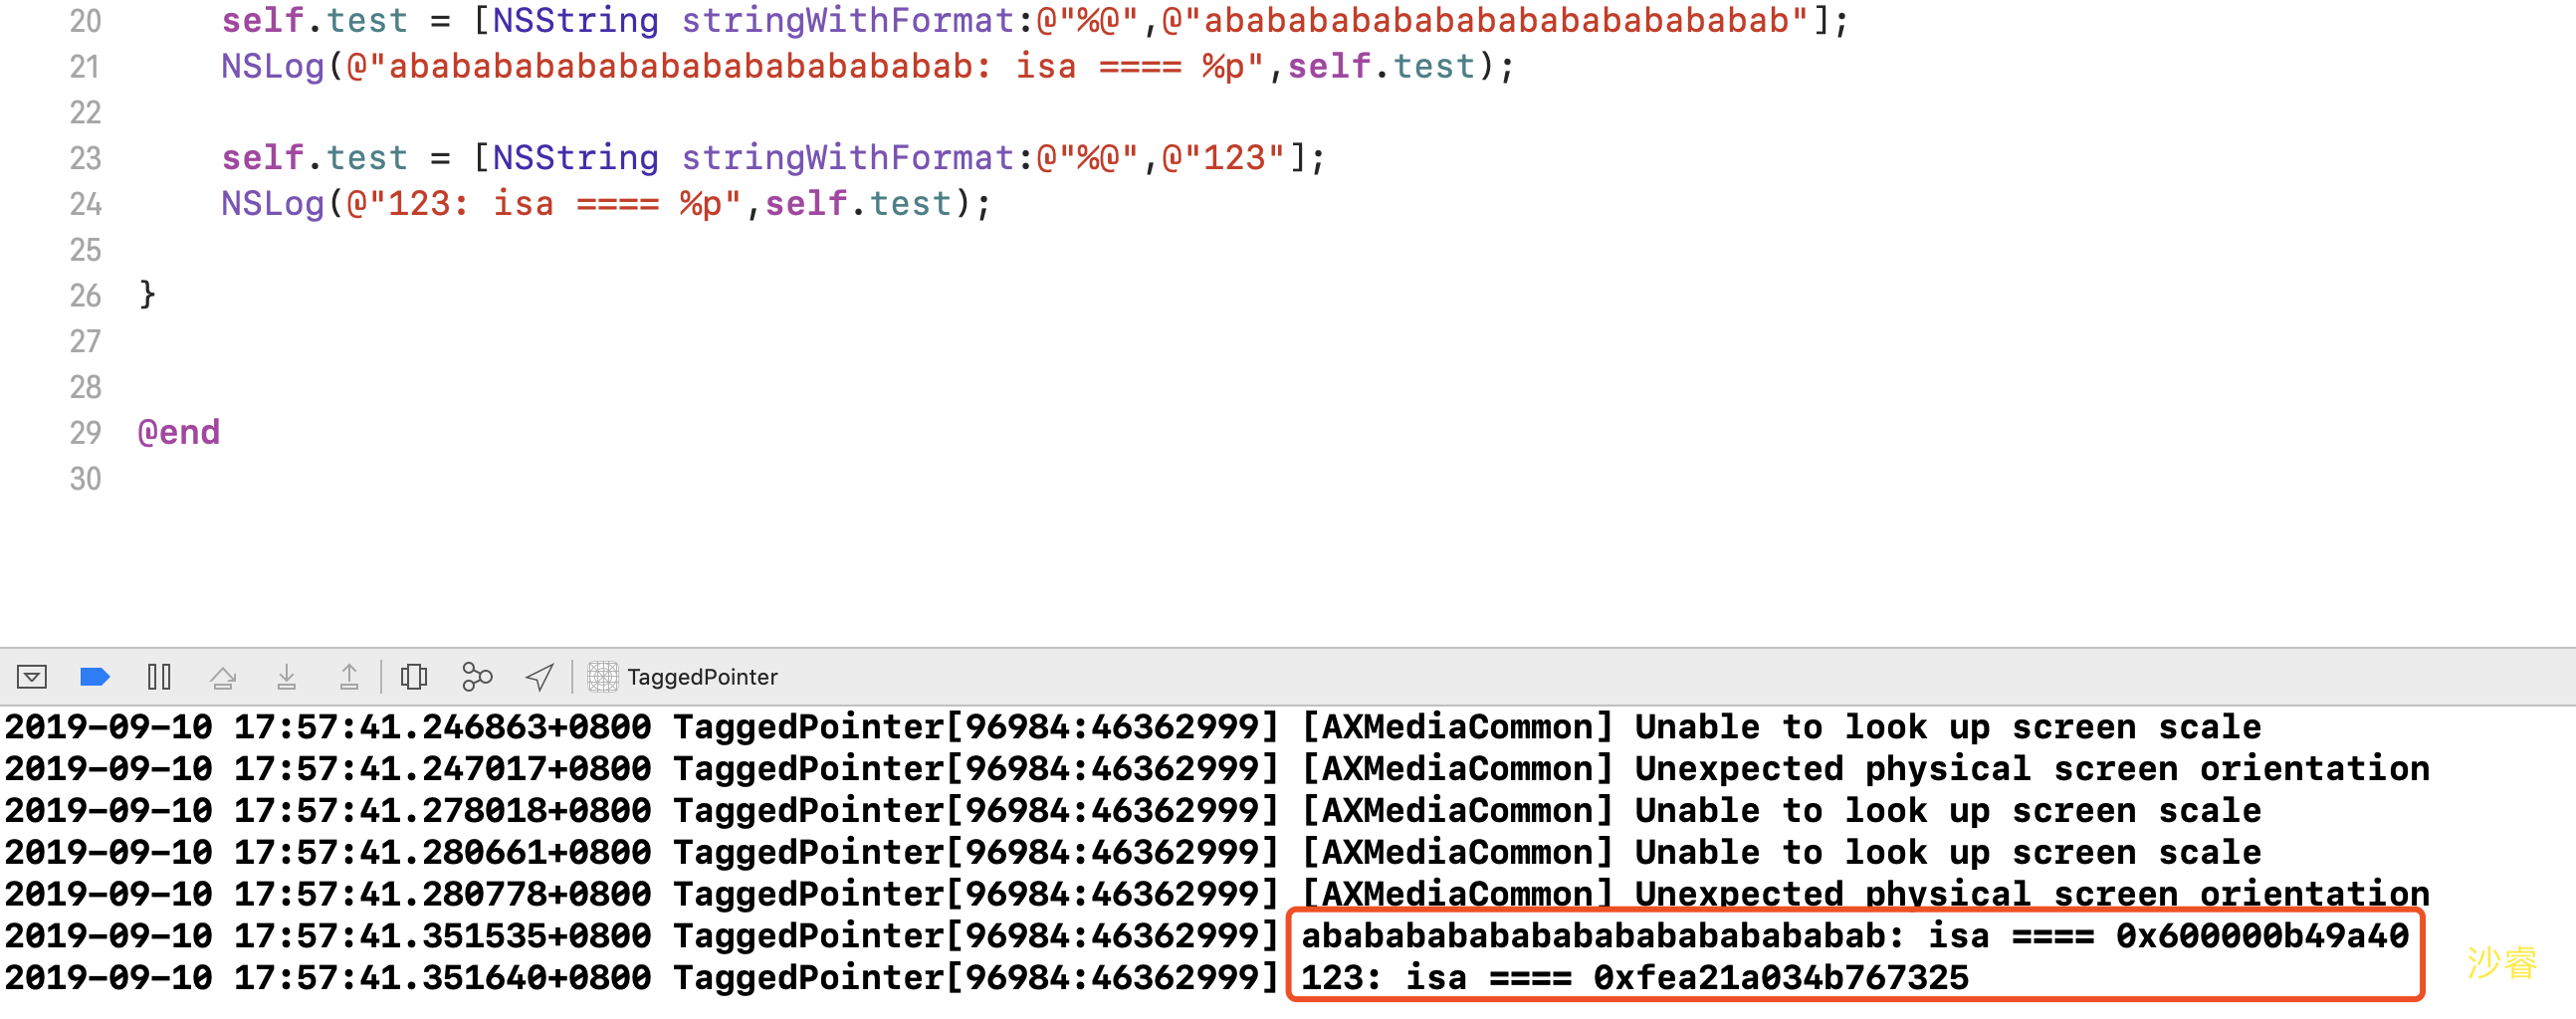 20 self.test = [NSString stringWithFormat:@"%@",@"abababababababababababababab"];
21 NSLog(@"abababababababababababababab: isa ==== %p",self.test);
22
23 self.test = [NSString stringWithFormat:@"%@",@"123"];
24 NSLog(@"123: isa ==== %p",self.test);
25
26 }
27
28
29 @end
30
TaggedPointer
2019-09-10 17:57:41.246863+0800 TaggedPointer[96984:46362999] [AXMediaCommon] Unable to look up screen scale
2019-09-10 17:57:41.247017+0800 TaggedPointer[96984:46362999] [AXMediaCommon] Unexpected physical screen orientation
2019-09-10 17:57:41.278018+0800 TaggedPointer[96984:46362999] [AXMediaCommon] Unable to look up screen scale
2019-09-10 17:57:41.280661+0800 TaggedPointer[96984:46362999] [AXMediaCommon] Unable to look up screen scale
2019-09-10 17:57:41.280778+0800 TaggedPointer[96984:46362999] [AXMediaCommon] Unexpected physical screen orientation
2019-09-10 17:57:41.351535+0800 TaggedPointer[96984:46362999] abababababababababababababab: isa ==== 0x600000b49a40
2019-09-10 17:57:41.351640+0800 TaggedPointer[96984:46362999] 123: isa ==== 0xfea21a034b767325
沙睿